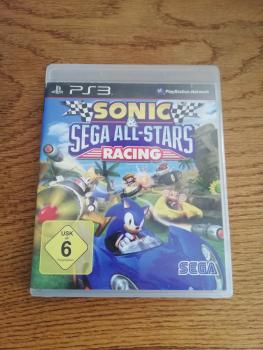 PS3
PlayStation Network
SONIC
&
SEGA ALL-STARS
RACING
USK
6
SEGA